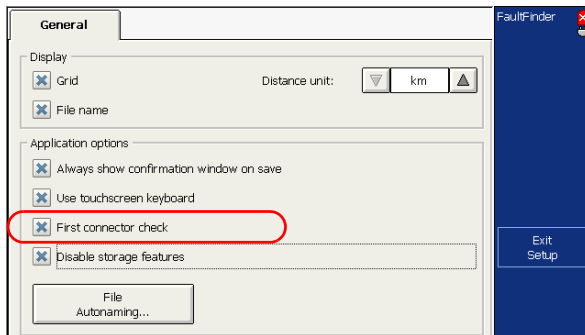 General
FaultFinder
Display
Grid
Distance unit:
km
File name
Application options
Always show confirmation window on save
Use touchscreen keyboard
First connector check
Disable storage features
File
Autonaming...
Exit
Setup